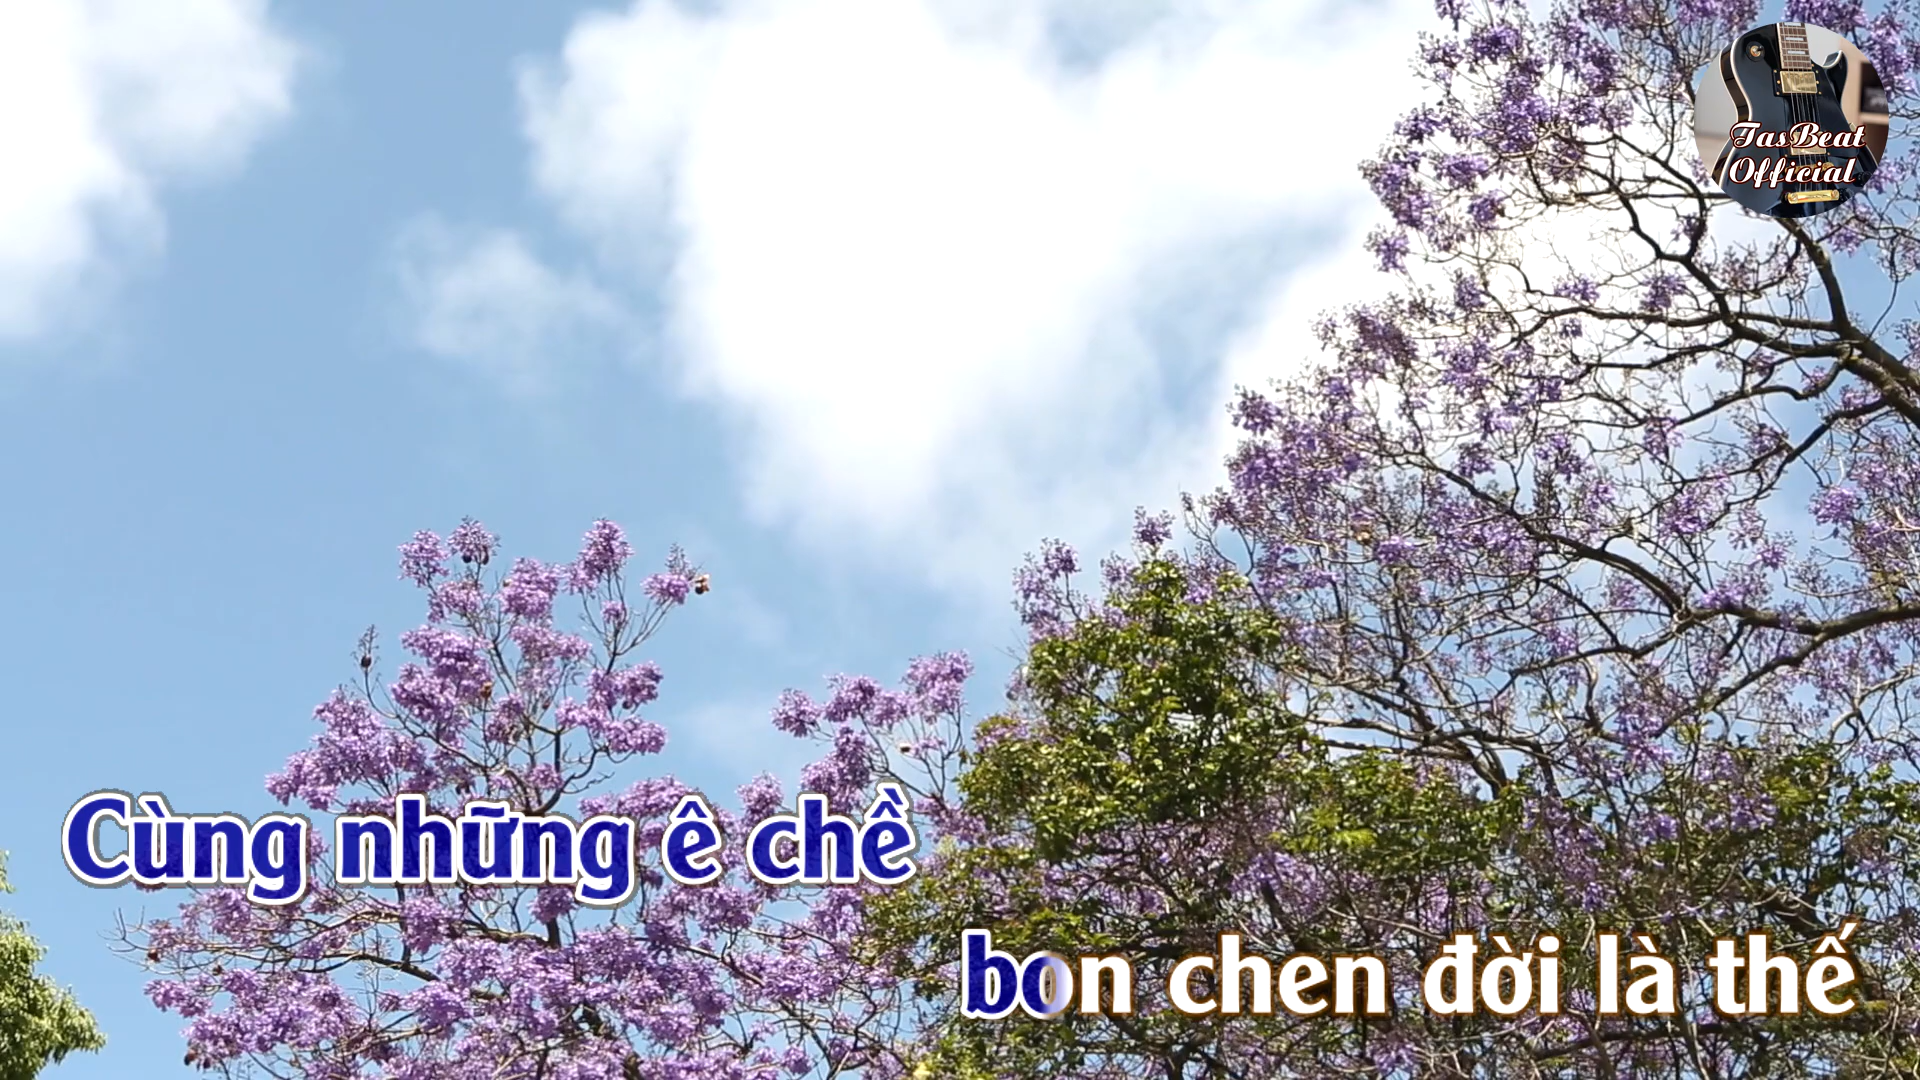 TasBeat
Official
Cùng những ê chề
bon chen đời là thế